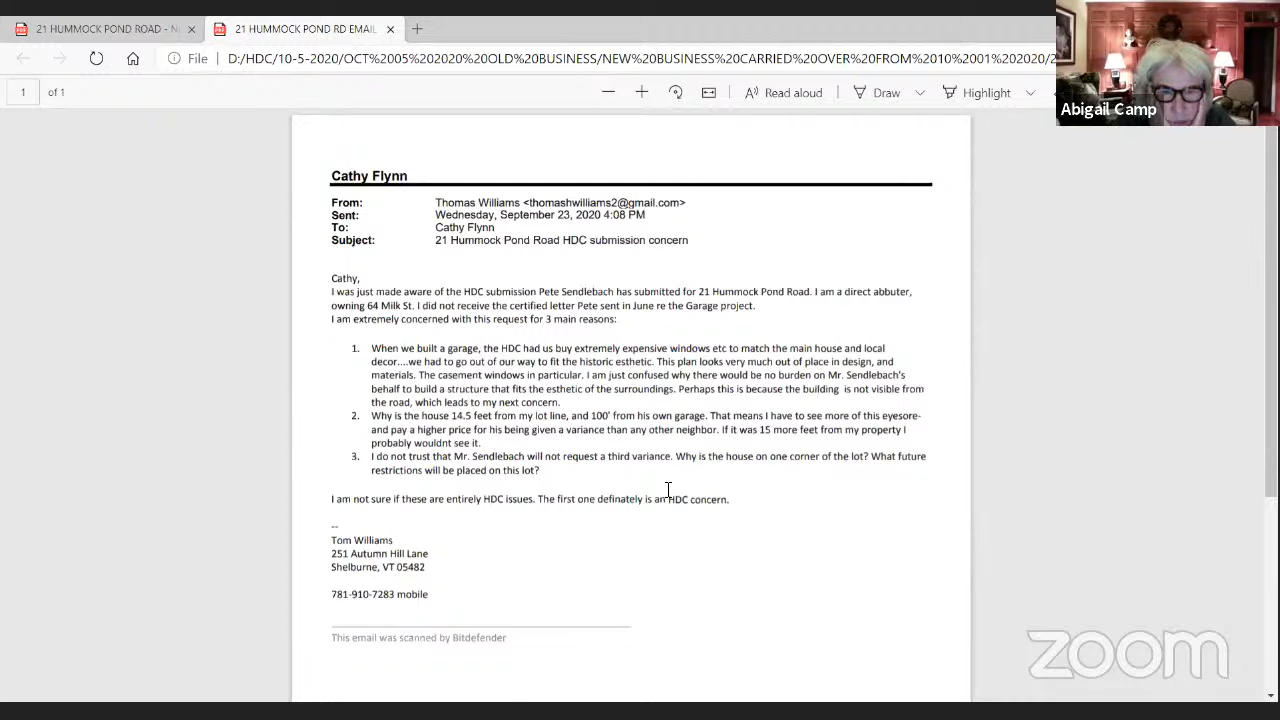 21 HUMMOCK POND ROAD - N
21 HUMMOCK POND RD EMAIL
File
D:/HDC/10-5-2020/OLD%20BUSINESS/NEW%20BUSINESS%20CARRIED%20OVER%20FROM%2010%2001%202020/2
1 of 1
Read aloud
Draw
Highlight
Abigail Camp
Cathy Flynn
From: Thomas Williams <thomashwilliams2@gmail.com>
Sent: Wednesday, September 23, 2020 4:08 PM
To: Cathy Flynn
Subject: 21 Hummock Pond Road HDC submission concern
Cathy,
I was just made aware of the HDC submission Pete Sendlebach has submitted for 21 Hummock Pond Road. I am a direct abbuter,
owning 64 Milk St. I did not receive the certified letter Pete sent in June re the Garage project.
I am extremely concerned with this request for 3 main reasons:
1. When we built a garage, the HDC had us buy extremely expensive windows etc to match the main house and local
decor....we had to go out of our way to fit the historic esthetic. This plan looks very much out of place in design, and
materials. The casement windows in particular. I am just confused why there would be no burden on Mr. Sendlebach's
behalf to build a structure that fits the esthetic of the surroundings. Perhaps this is because the building is not visible from
the road, which leads to my next concern.
2. Why is the house 14.5 feet from my lot line, and 100' from his own garage. That means I have to see more of this eyesore-
and pay a higher price for his being given a variance than any other neighbor. If it was 15 more feet from my property I
probably wouldnt see it.
3. I do not trust that Mr. Sendlebach will not request a third variance. Why is the house on one corner of the lot? What future
restrictions will be placed on this lot?
I am not sure if these are entirely HDC issues. The first one definately is an HDC concern.
--
Tom Williams
251 Autumn Hill Lane
Shelburne, VT 05482
781-910-7283 mobile
This email was scanned by Bitdefender
zoom